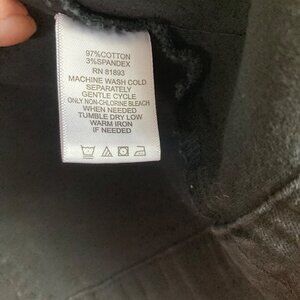 97%COTTON
3%SPANDEX
RN 81893
MACHINE WASH COLD
SEPARATELY
GENTLE CYCLE
ONLY NON-CHLORINE BLEACH
WHEN NEEDED
TUMBLE DRY LOW
WARM IRON
IF NEEDED